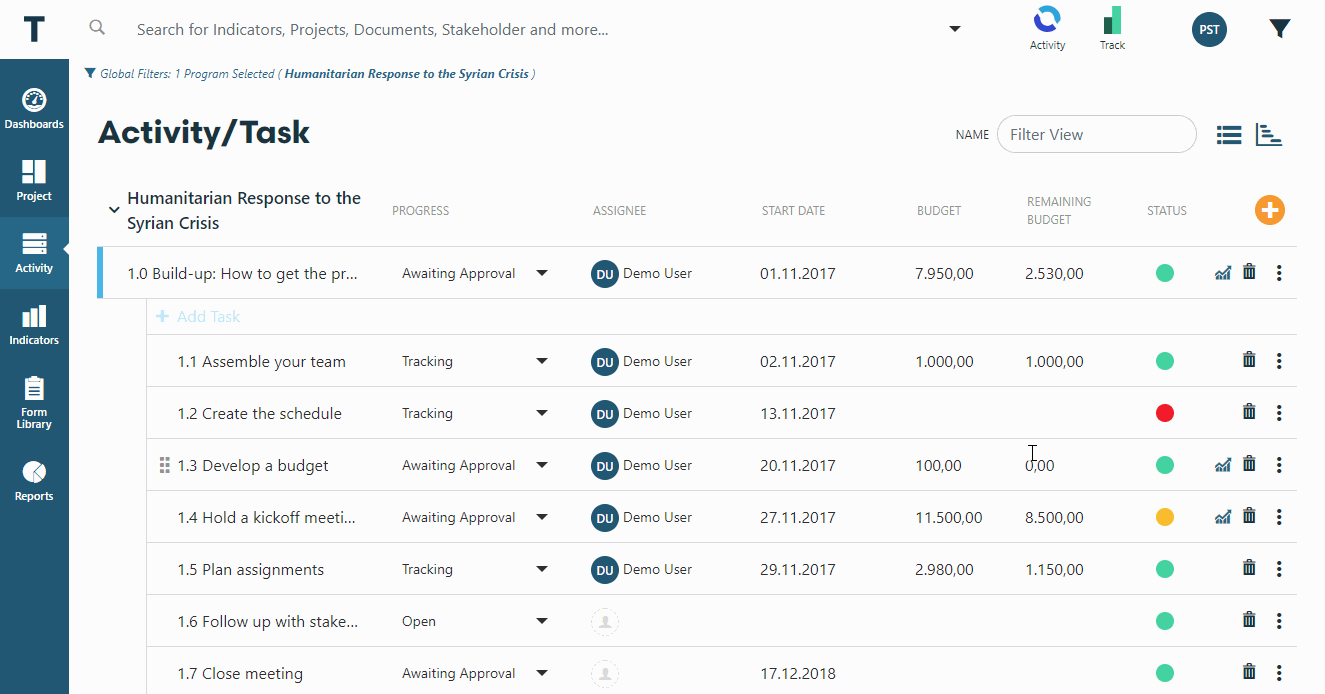 T
Search for Indicators, Projects, Documents, Stakeholder and more...
Activity
Track
PST
Global Filters: 1 Program Selected ( Humanitarian Response to the Syrian Crisis )
Dashboards
Project
Activity
Indicators
Form
Library
Reports
Activity/Task
NAME
Filter View
Humanitarian Response to the
Syrian Crisis
PROGRESS
ASSIGNEE
START DATE
BUDGET
REMAINING
BUDGET
STATUS
1.0 Build-up: How to get the pr... Awaiting Approval DU Demo User 01.11.2017 7.950,00 2.530,00
+ Add Task
1.1 Assemble your team Tracking DU Demo User 02.11.2017 1.000,00 1.000,00
1.2 Create the schedule Tracking DU Demo User 13.11.2017
1.3 Develop a budget Awaiting Approval DU Demo User 20.11.2017 100,00 0,00
1.4 Hold a kickoff meeti... Awaiting Approval DU Demo User 27.11.2017 11.500,00 8.500,00
1.5 Plan assignments Tracking DU Demo User 29.11.2017 2.980,00 1.150,00
1.6 Follow up with stake... Open
1.7 Close meeting Awaiting Approval 17.12.2018